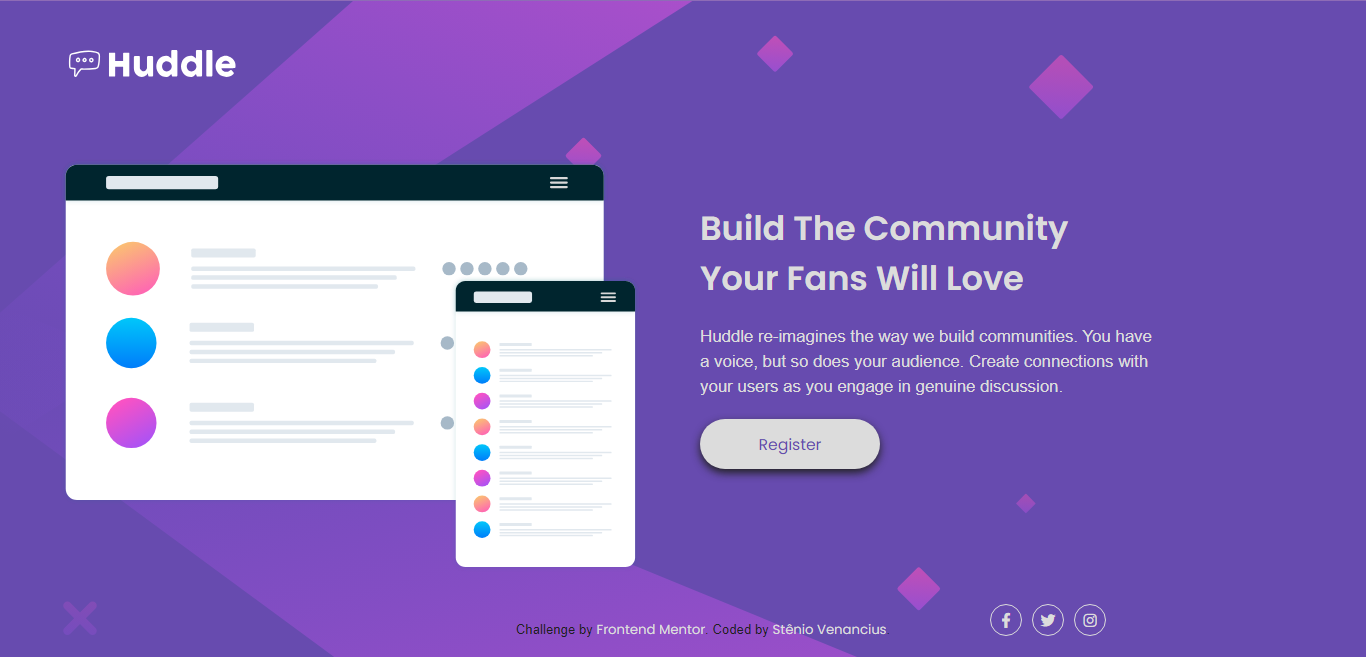 Huddle
Build The Community
Your Fans Will Love
Huddle re-imagines the way we build communities. You have
a voice, but so does your audience. Create connections with
your users as you engage in genuine discussion.
Register
Challenge by Frontend Mentor. Coded by Stênio Venancius.